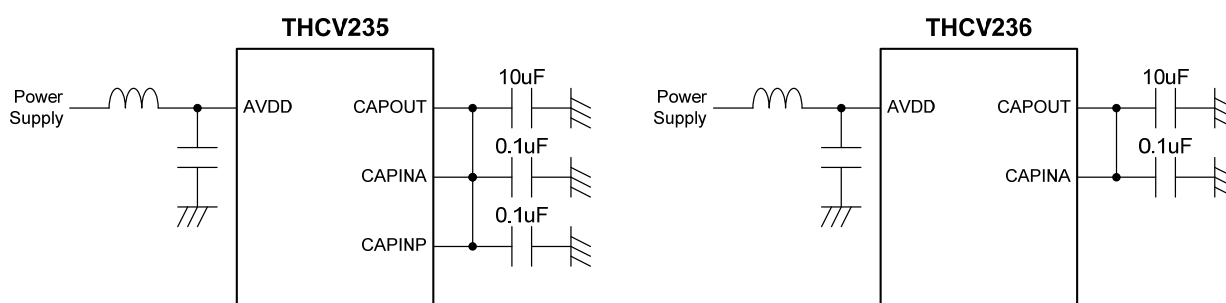 THCV235
Power
Supply
AVDD
CAPOUT
10uF
CAPINA
0.1uF
CAPINP
0.1uF
THCV236
Power
Supply
AVDD
CAPOUT
10uF
CAPINA
0.1uF